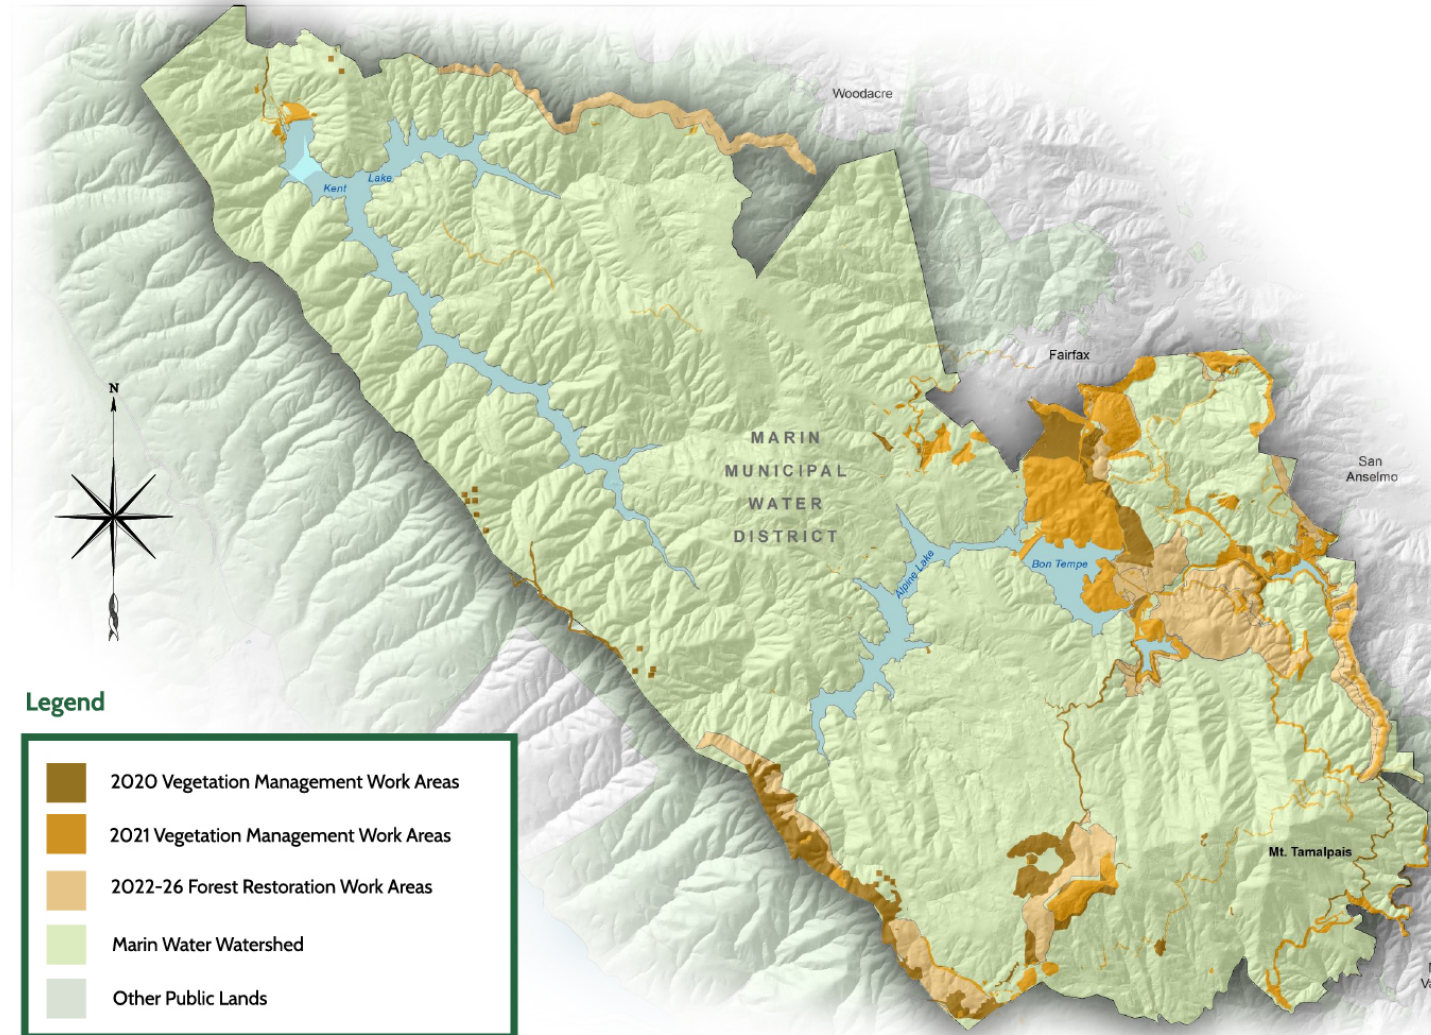 Woodacre
Kent Lake
Fairfax
N
MARIN
MUNICIPAL
WATER
DISTRICT
San
Anselmo
Alpine Lake
Bon Tempe
Mt. Tamalpais
Legend
2020 Vegetation Management Work Areas
2021 Vegetation Management Work Areas
2022-26 Forest Restoration Work Areas
Marin Water Watershed
Other Public Lands